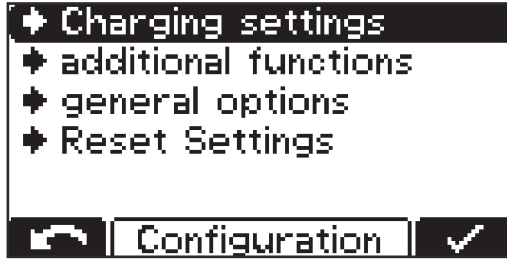 Charging settings
additional functions
general options
Reset Settings
Configuration